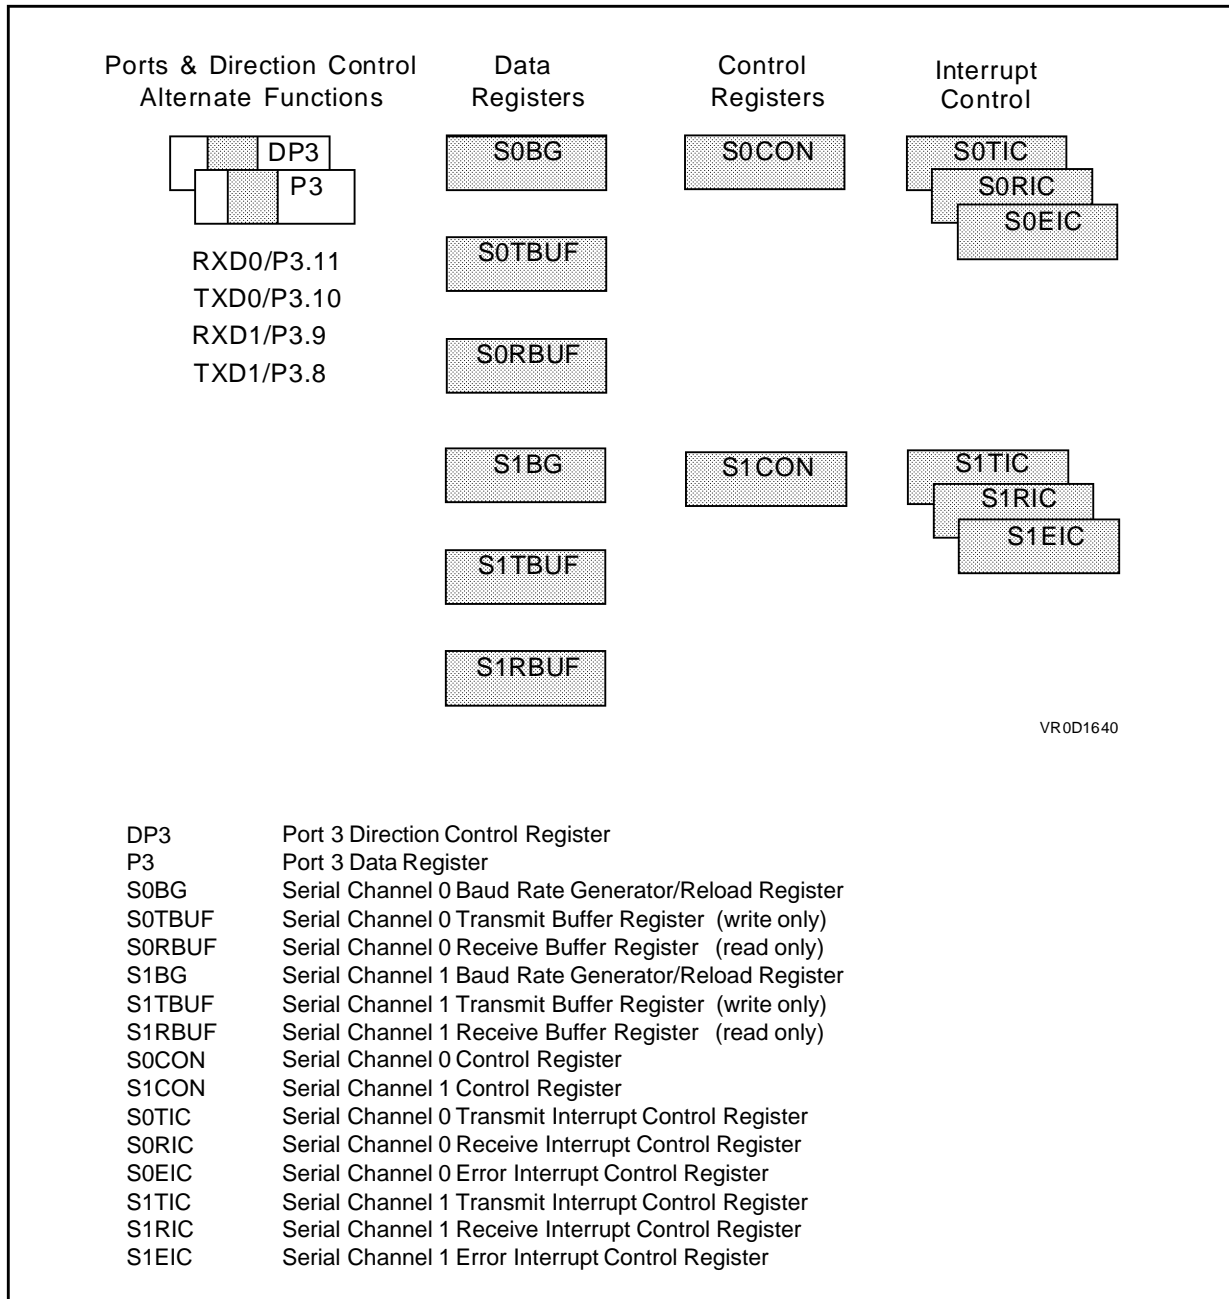 Ports & Direction Control
Alternate Functions
Data
Registers
Control
Registers
Interrupt
Control
DP3
P3
RXD0/P3.11
TXD0/P3.10
RXD1/P3.9
TXD1/P3.8
S0BG
S0TBUF
S0RBUF
S1BG
S1TBUF
S1RBUF
S0CON
S1CON
S0TIC
S0RIC
S0EIC
S1TIC
S1RIC
S1EIC
VR0D1640
DP3 Port 3 Direction Control Register
P3 Port 3 Data Register
S0BG Serial Channel 0 Baud Rate Generator/Reload Register
S0TBUF Serial Channel 0 Transmit Buffer Register (write only)
S0RBUF Serial Channel 0 Receive Buffer Register (read only)
S1BG Serial Channel 1 Baud Rate Generator/Reload Register
S1TBUF Serial Channel 1 Transmit Buffer Register (write only)
S1RBUF Serial Channel 1 Receive Buffer Register (read only)
S0CON Serial Channel 0 Control Register
S1CON Serial Channel 1 Control Register
S0TIC Serial Channel 0 Transmit Interrupt Control Register
S0RIC Serial Channel 0 Receive Interrupt Control Register
S0EIC Serial Channel 0 Error Interrupt Control Register
S1TIC Serial Channel 1 Transmit Interrupt Control Register
S1RIC Serial Channel 1 Receive Interrupt Control Register
S1EIC Serial Channel 1 Error Interrupt Control Register